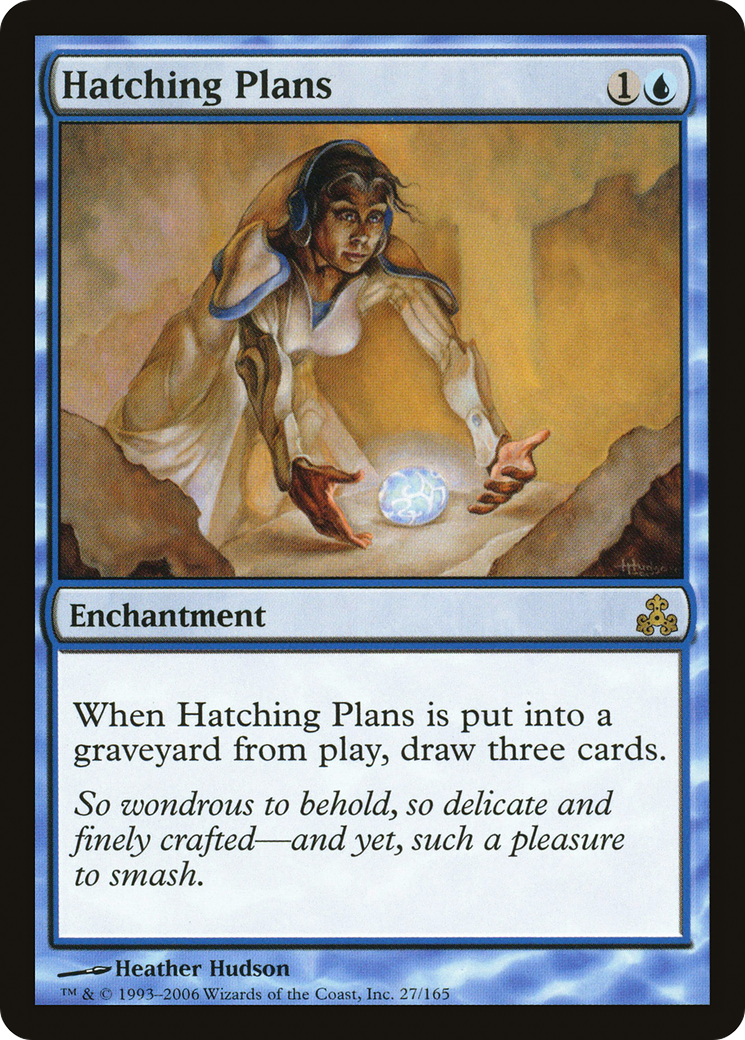 Hatching Plans 1
Enchantment
When Hatching Plans is put into a
graveyard from play, draw three cards.
So wondrous to behold, so delicate and
finely crafted—and yet, such a pleasure
to smash.
Heather Hudson
™ & © 1993–2006 Wizards of the Coast, Inc. 27/165